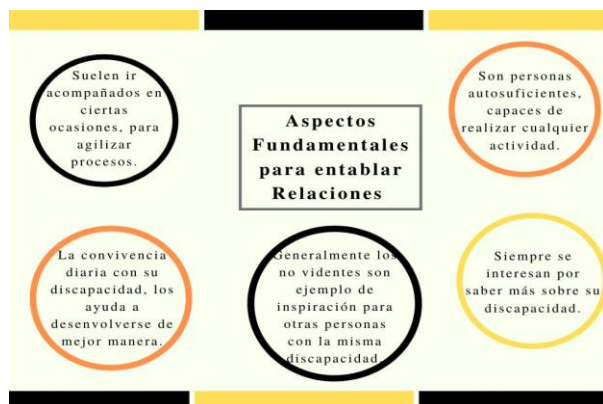 Suelen ir
acompañados en
ciertas
ocasiones, para
agilizar
procesos.
Aspectos
Fundamentales
para entablar
Relaciones
Son personas
autosuficientes,
capaces de
realizar cualquier
actividad.
La convivencia
diaria con su
discapacidad, los
ayuda a
desenvolverse de
mejor manera.
Generalmente los
no videntes son
ejemplo de
inspiración para
otras personas
con la misma
discapacidad.
Siempre se
interesan por
saber más sobre su
discapacidad.